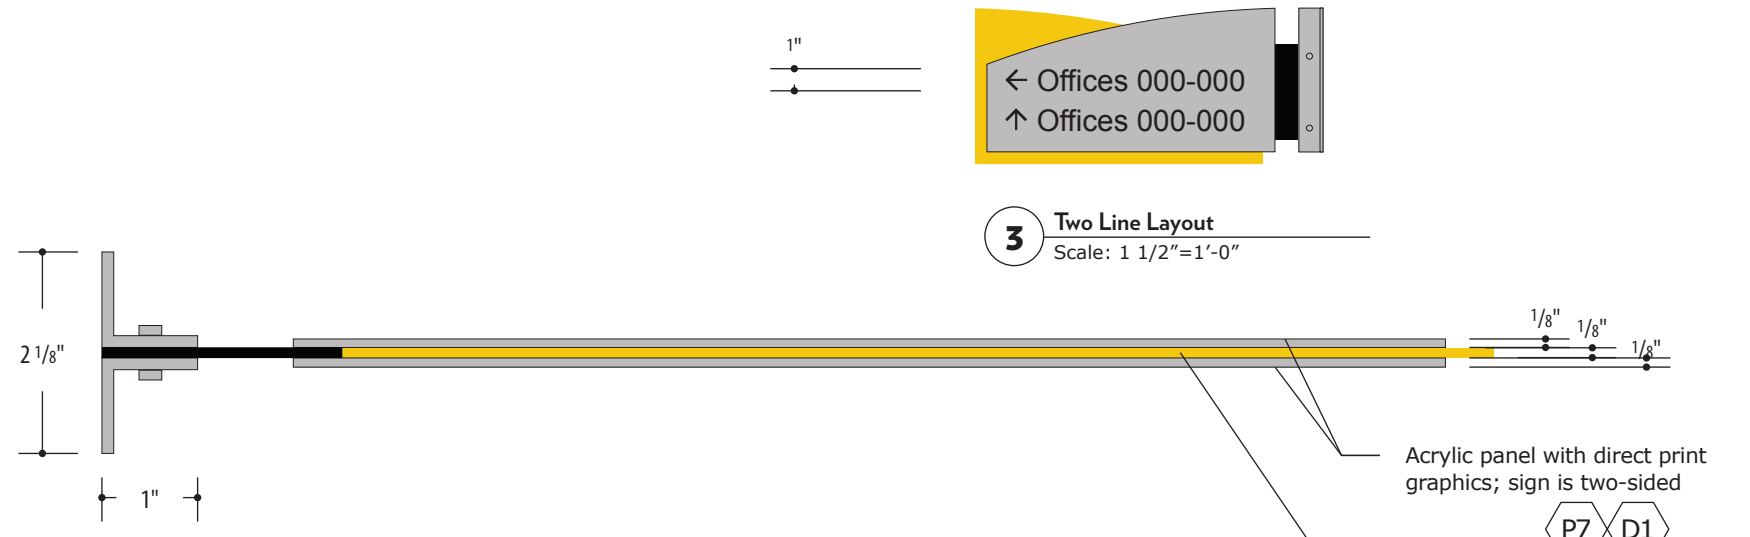 1"
← Offices 000-000
↑ Offices 000-000
3
Two Line Layout
Scale: 1 1/2”=1’-0”
2 1/8"
1/8"
1/8"
1/8"
1"
Acrylic panel with direct print
graphics; sign is two-sided
P7 D1